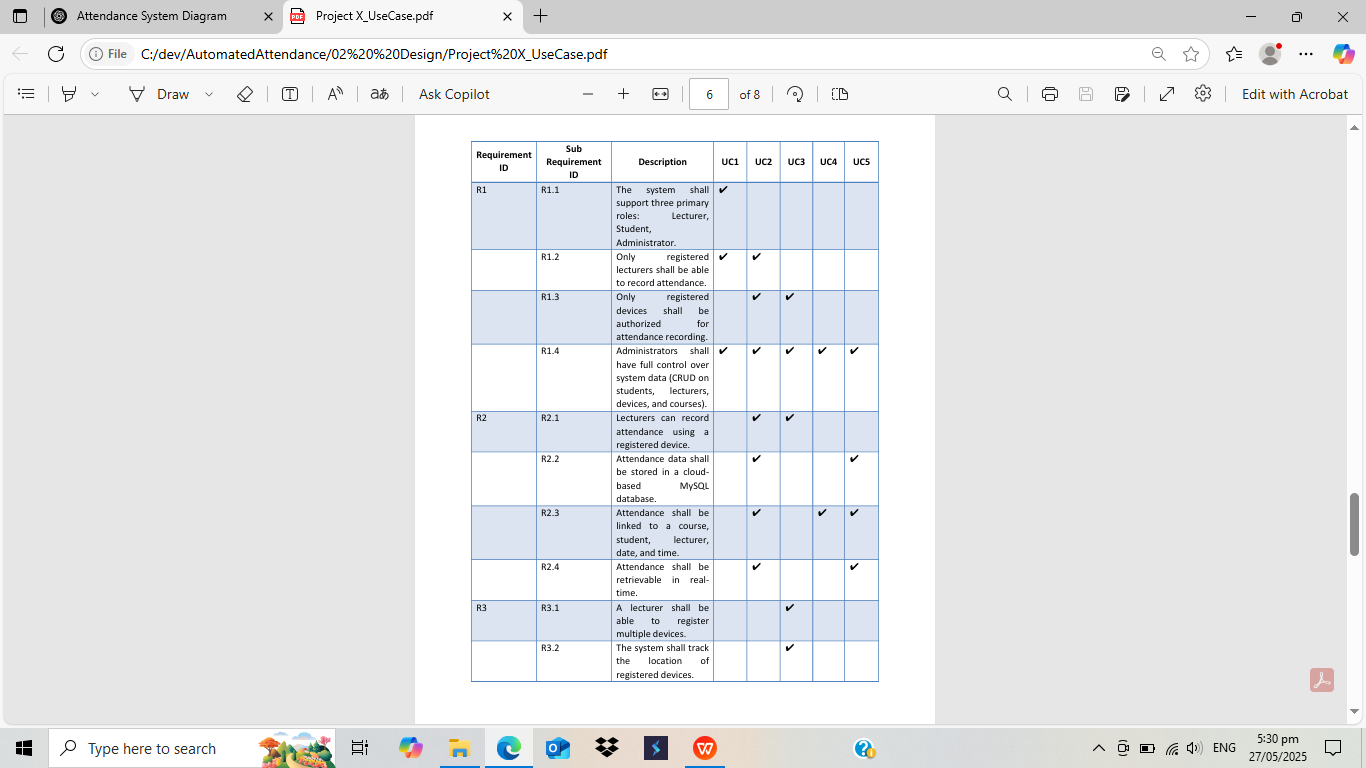 Attendance System Diagram
Project X_UseCase.pdf
File
C:/dev/AutomatedAttendance/02%20%20Design/Project%20X_UseCase.pdf
Draw
Ask Copilot
6
of 8
Edit with Acrobat
Requirement
ID
Sub
Requirement
ID
Description
UC1
UC2
UC3
UC4
UC5
R1
R1.1
The system shall
support three primary
roles: Lecturer,
Student,
Administrator.
✔
R1.2
Only registered
lecturers shall be able
to record attendance.
✔ ✔
R1.3
Only registered
devices shall be
authorized for
attendance recording.
✔ ✔
R1.4
Administrators shall
have full control over
system data (CRUD on
students, lecturers,
devices, and courses).
✔ ✔ ✔ ✔ ✔
R2
R2.1
Lecturers can record
attendance using a
registered device.
✔ ✔
R2.2
Attendance data shall
be stored in a cloud-
based MySQL
database.
✔ ✔
R2.3
Attendance shall be
linked to a course,
student, lecturer,
date, and time.
✔ ✔ ✔
R2.4
Attendance shall be
retrievable in real-
time.
✔ ✔
R3
R3.1
A lecturer shall be
able to register
multiple devices.
✔
R3.2
The system shall track
the location of
registered devices.
✔
Type here to search
ENG
5:30 pm
27/05/2025